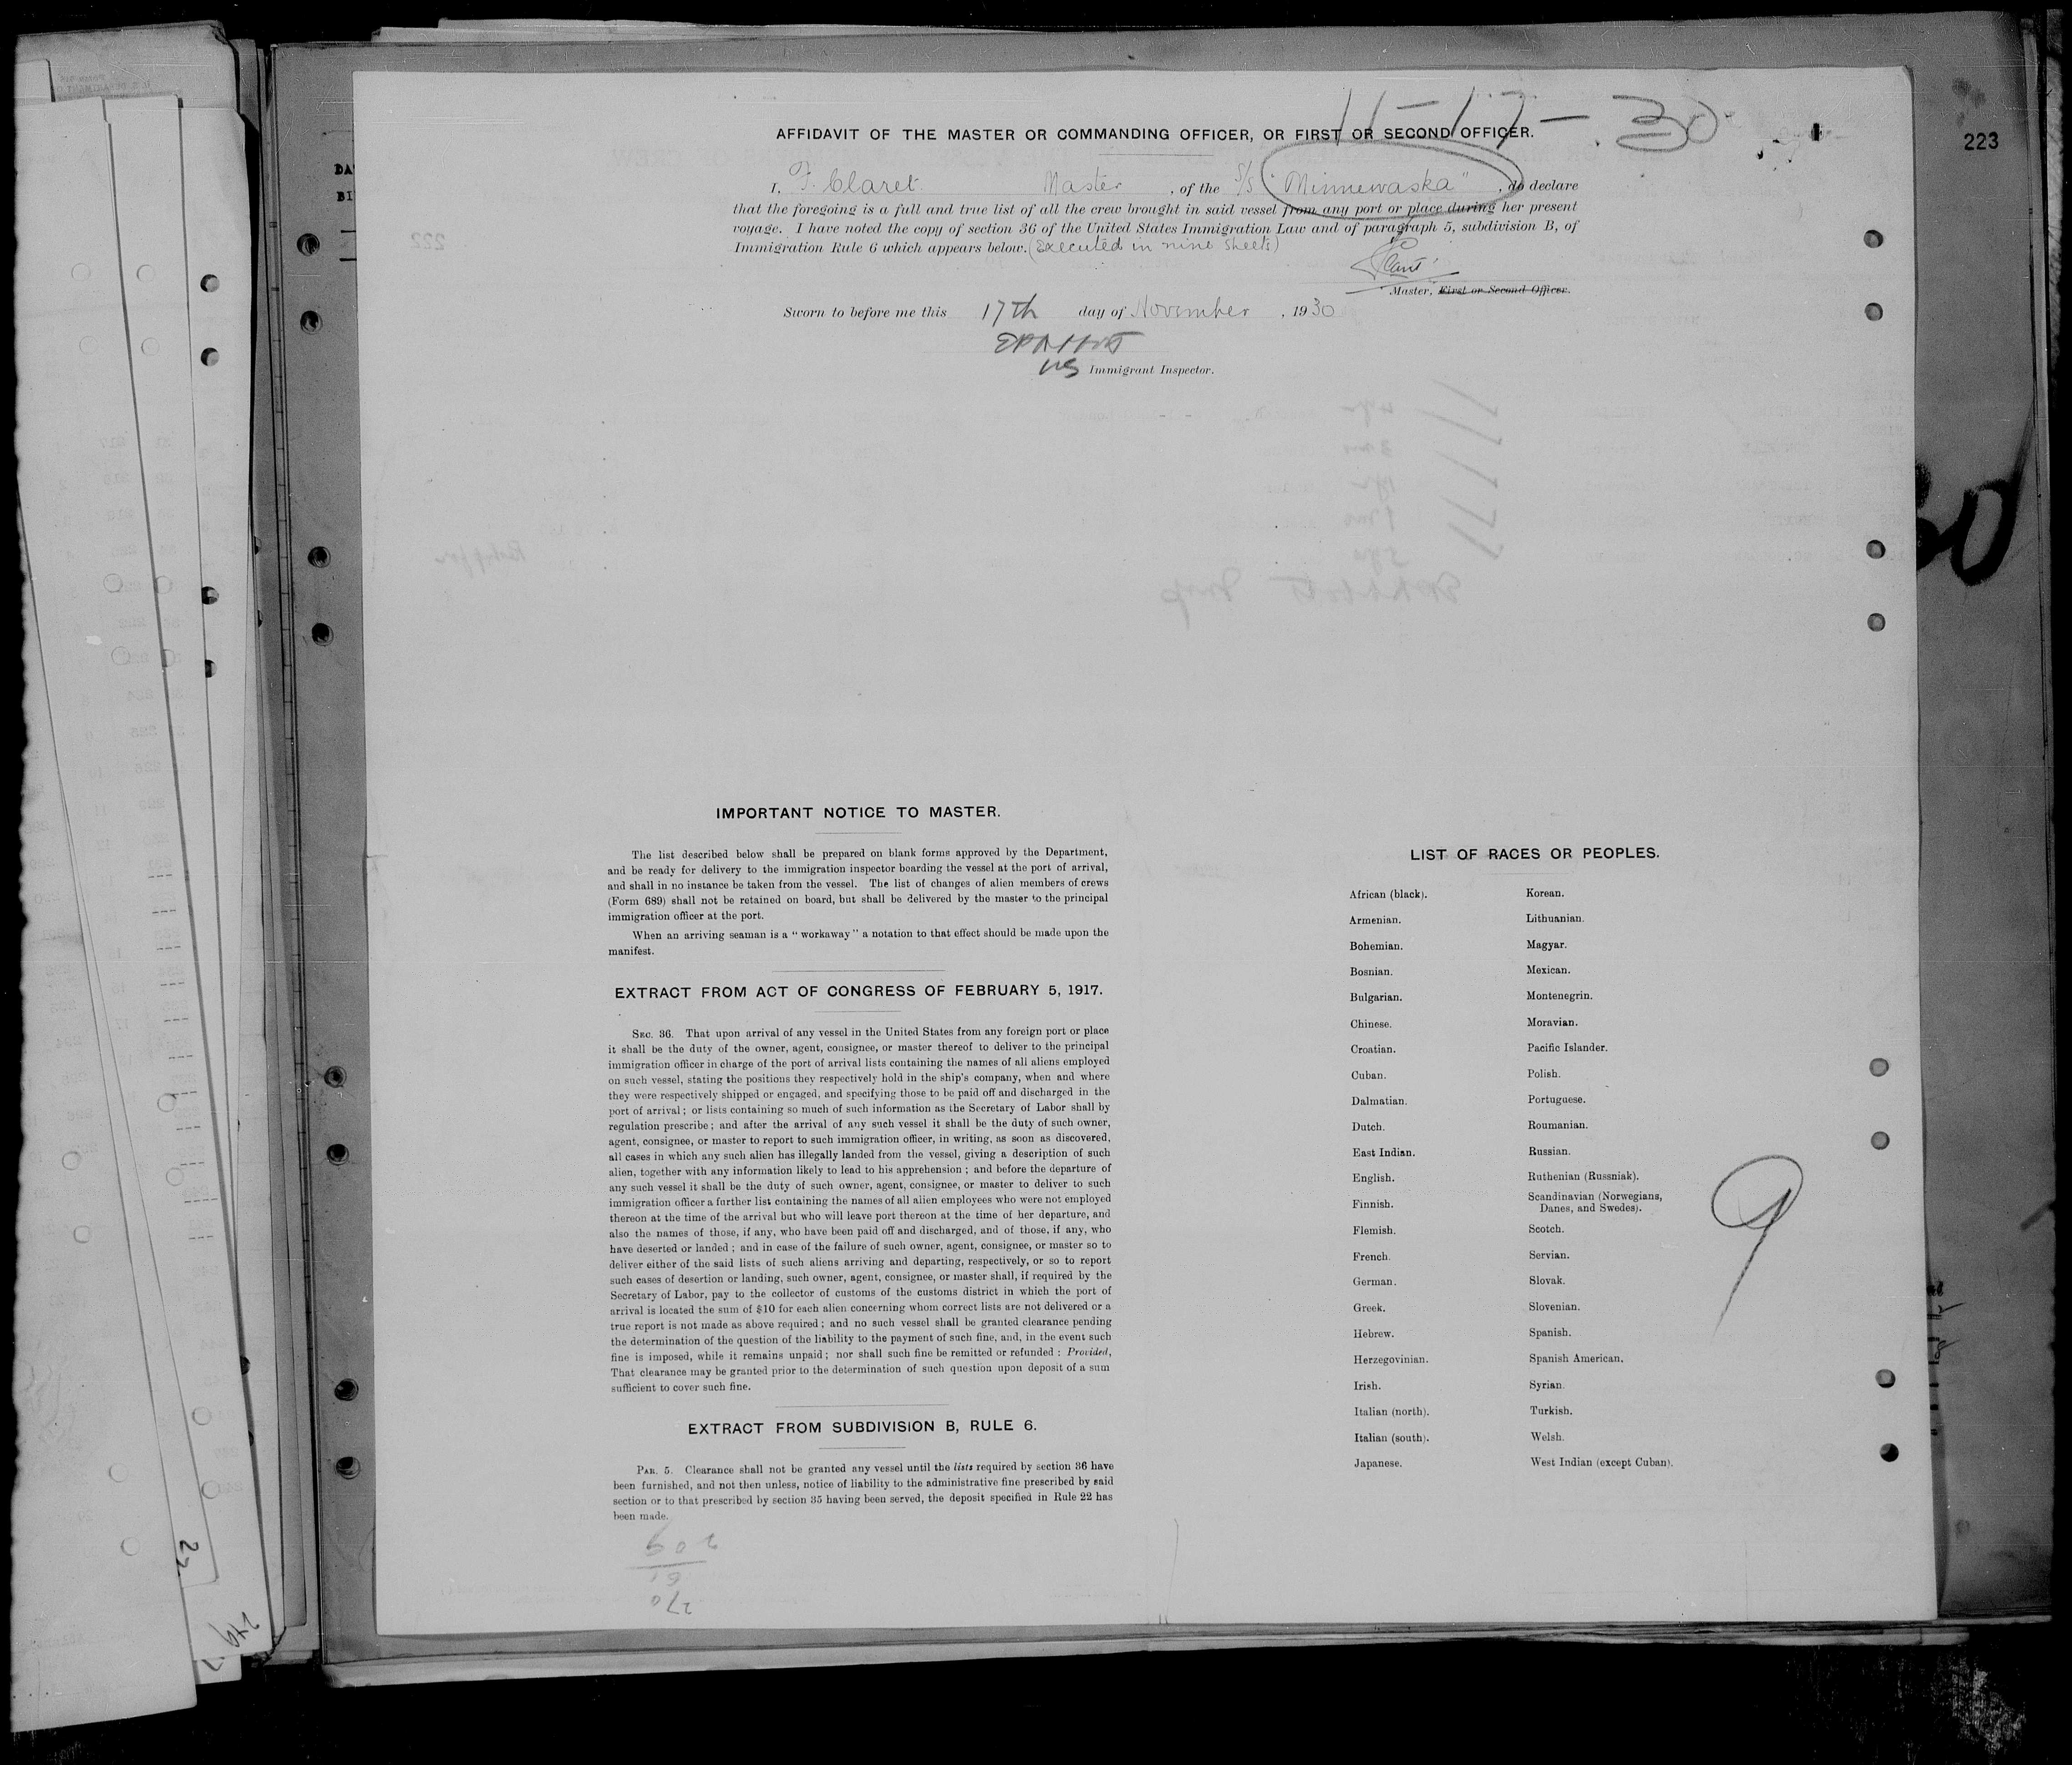 11-17-30
223
AFFIDAVIT OF THE MASTER OR COMMANDING OFFICER, OR FIRST OR SECOND OFFICER.
I, F. Claret Master, of the S/S "Minnewaska", do declare
that the foregoing is a full and true list of all the crew brought in said vessel from any port or place during her present
voyage. I have noted the copy of section 36 of the United States Immigration Law and of paragraph 5, subdivision B, of
Immigration Rule 6 which appears below. (Executed in nine sheets)
Master, First or Second Officer.
Sworn to before me this 17th day of November, 1930
US Immigrant Inspector.
IMPORTANT NOTICE TO MASTER.
The list described below shall be prepared on blank forms approved by the Department,
and be ready for delivery to the immigration inspector boarding the vessel at the port of arrival,
and shall in no instance be taken from the vessel. The list of changes of alien members of crews
(Form 689) shall not be retained on board, but shall be delivered by the master to the principal
immigration officer at the port.
When an arriving seaman is a "workaway" a notation to that effect should be made upon the
manifest.
EXTRACT FROM ACT OF CONGRESS OF FEBRUARY 5, 1917.
SEC. 36. That upon arrival of any vessel in the United States from any foreign port or place
it shall be the duty of the owner, agent, consignee, or master thereof to deliver to the principal
immigration officer in charge of the port of arrival lists containing the names of all aliens employed
on such vessel, stating the positions they respectively hold in the ship's company, when and where
they were respectively shipped or engaged, and specifying those to be paid off and discharged in the
port of arrival; or lists containing so much of such information as the Secretary of Labor shall by
regulation prescribe; and after the arrival of any such vessel it shall be the duty of such owner,
agent, consignee, or master to report to such immigration officer, in writing, as soon as discovered,
all cases in which any such alien has illegally landed from the vessel, giving a description of such
alien, together with any information likely to lead to his apprehension; and before the departure of
any such vessel it shall be the duty of such owner, agent, consignee, or master to deliver to such
immigration officer a further list containing the names of all alien employees who were not employed
thereon at the time of the arrival but who will leave port thereon at the time of her departure, and
also the names of those, if any, who have been paid off and discharged, and of those, if any, who
have deserted or landed; and in case of the failure of such owner, agent, consignee, or master so to
deliver either of the said lists of such aliens arriving and departing, respectively, or so to report
such cases of desertion or landing, such owner, agent, consignee, or master shall, if required by the
Secretary of Labor, pay to the collector of customs of the customs district in which the port of
arrival is located the sum of $10 for each alien concerning whom correct lists are not delivered or a
true report is not made as above required; and no such vessel shall be granted clearance pending
the determination of the question of the liability to the payment of such fine, and, in the event such
fine is imposed, while it remains unpaid; nor shall such fine be remitted or refunded: Provided,
That clearance may be granted prior to the determination of such question upon deposit of a sum
sufficient to cover such fine.
EXTRACT FROM SUBDIVISION B, RULE 6.
PAR. 5. Clearance shall not be granted any vessel until the lists required by section 36 have
been furnished, and not then unless, notice of liability to the administrative fine prescribed by said
section or to that prescribed by section 35 having been served, the deposit specified in Rule 22 has
been made.
209
61
270
LIST OF RACES OR PEOPLES.
African (black).
Armenian.
Bohemian.
Bosnian.
Bulgarian.
Chinese.
Croatian.
Cuban.
Dalmatian.
Dutch.
East Indian.
English.
Finnish.
Flemish.
French.
German.
Greek.
Hebrew.
Herzegovinian.
Irish.
Italian (north).
Italian (south).
Japanese.
Korean.
Lithuanian.
Magyar.
Mexican.
Montenegrin.
Moravian.
Pacific Islander.
Polish.
Portuguese.
Roumanian.
Russian.
Ruthenian (Russniak).
Scandinavian (Norwegians,
Danes, and Swedes).
Scotch.
Servian.
Slovak.
Slovenian.
Spanish.
Spanish American.
Syrian.
Turkish.
Welsh.
West Indian (except Cuban).
9